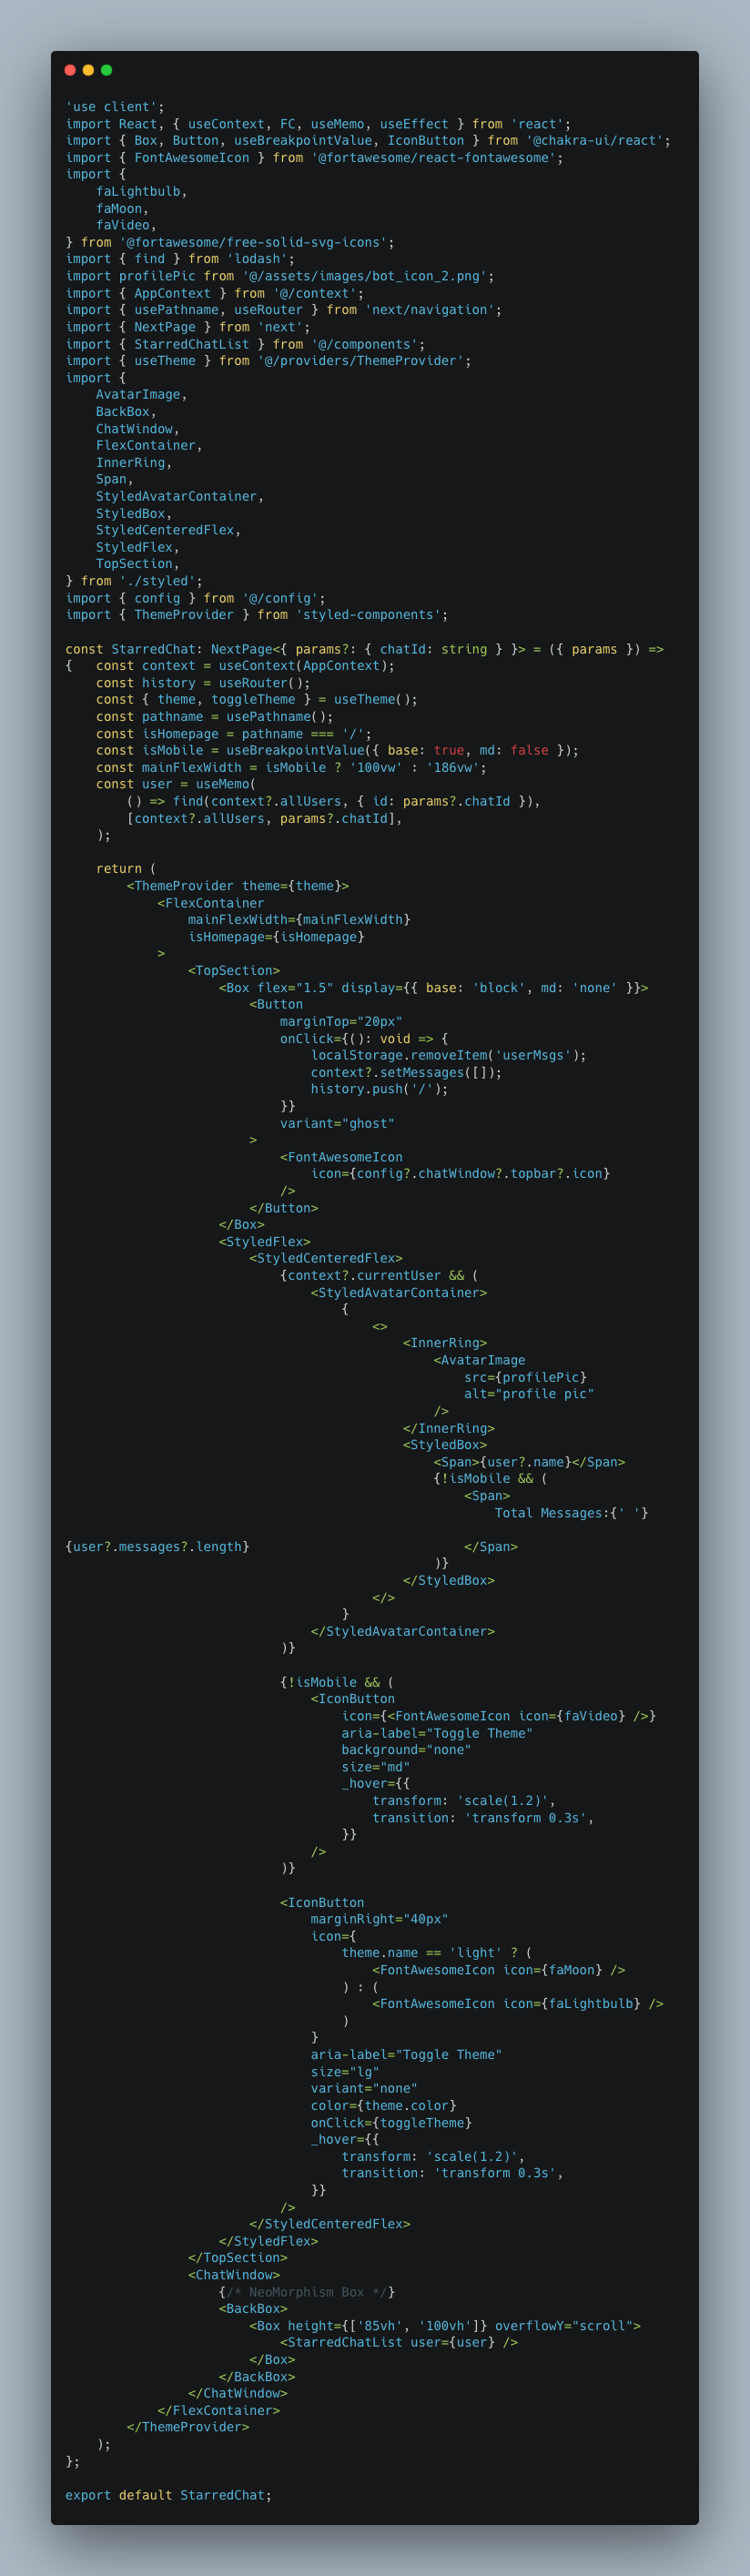 'use client';
import React, { useContext, FC, useMemo, useEffect } from 'react';
import { Box, Button, useBreakpointValue, IconButton } from '@chakra-ui/react';
import { FontAwesomeIcon } from '@fortawesome/react-fontawesome';
import {
    faLightbulb,
    faMoon,
    faVideo,
} from '@fortawesome/free-solid-svg-icons';
import { find } from 'lodash';
import profilePic from '@/assets/images/bot_icon_2.png';
import { AppContext } from '@/context';
import { usePathname, useRouter } from 'next/navigation';
import { NextPage } from 'next';
import { StarredChatList } from '@/components';
import { useTheme } from '@/providers/ThemeProvider';
import {
    AvatarImage,
    BackBox,
    ChatWindow,
    FlexContainer,
    InnerRing,
    Span,
    StyledAvatarContainer,
    StyledBox,
    StyledCenteredFlex,
    StyledFlex,
    TopSection,
} from './styled';
import { config } from '@/config';
import { ThemeProvider } from 'styled-components';

const StarredChat: NextPage<{ params?: { chatId: string } }> = ({ params }) =>
{   const context = useContext(AppContext);
    const history = useRouter();
    const { theme, toggleTheme } = useTheme();
    const pathname = usePathname();
    const isHomepage = pathname === '/';
    const isMobile = useBreakpointValue({ base: true, md: false });
    const mainFlexWidth = isMobile ? '100vw' : '186vw';
    const user = useMemo(
        () => find(context?.allUsers, { id: params?.chatId }),
        [context?.allUsers, params?.chatId],
    );

    return (
        <ThemeProvider theme={theme}>
            <FlexContainer
                mainFlexWidth={mainFlexWidth}
                isHomepage={isHomepage}
            >
                <TopSection>
                    <Box flex="1.5" display={{ base: 'block', md: 'none' }}>
                        <Button
                            marginTop="20px"
                            onClick={(): void => {
                                localStorage.removeItem('userMsgs');
                                context?.setMessages([]);
                                history.push('/');
                            }}
                            variant="ghost"
                        >
                            <FontAwesomeIcon
                                icon={config?.chatWindow?.topbar?.icon}
                            />
                        </Button>
                    </Box>
                    <StyledFlex>
                        <StyledCenteredFlex>
                            {context?.currentUser && (
                                <StyledAvatarContainer>
                                    {
                                        <>
                                            <InnerRing>
                                                <AvatarImage
                                                    src={profilePic}
                                                    alt="profile pic"
                                                />
                                            </InnerRing>
                                            <StyledBox>
                                                <Span>{user?.name}</Span>
                                                {!isMobile && (
                                                    <Span>
                                                        Total Messages:{' '}

{user?.messages?.length}                            </Span>
                                                )}
                                            </StyledBox>
                                        </>
                                    }
                                </StyledAvatarContainer>
                            )}

                            {!isMobile && (
                                <IconButton
                                    icon={<FontAwesomeIcon icon={faVideo} />}
                                    aria-label="Toggle Theme"
                                    background="none"
                                    size="md"
                                    _hover={{
                                        transform: 'scale(1.2)',
                                        transition: 'transform 0.3s',
                                    }}
                                />
                            )}

                            <IconButton
                                marginRight="40px"
                                icon={
                                    theme.name == 'light' ? (
                                        <FontAwesomeIcon icon={faMoon} />
                                    ) : (
                                        <FontAwesomeIcon icon={faLightbulb} />
                                    )
                                }
                                aria-label="Toggle Theme"
                                size="lg"
                                variant="none"
                                color={theme.color}
                                onClick={toggleTheme}
                                _hover={{
                                    transform: 'scale(1.2)',
                                    transition: 'transform 0.3s',
                                }}
                            />
                        </StyledCenteredFlex>
                    </StyledFlex>
                </TopSection>
                <ChatWindow>
                    {/* NeoMorphism Box */}
                    <BackBox>
                        <Box height={['85vh', '100vh']} overflowY="scroll">
                            <StarredChatList user={user} />
                        </Box>
                    </BackBox>
                </ChatWindow>
            </FlexContainer>
        </ThemeProvider>
    );
};

export default StarredChat;